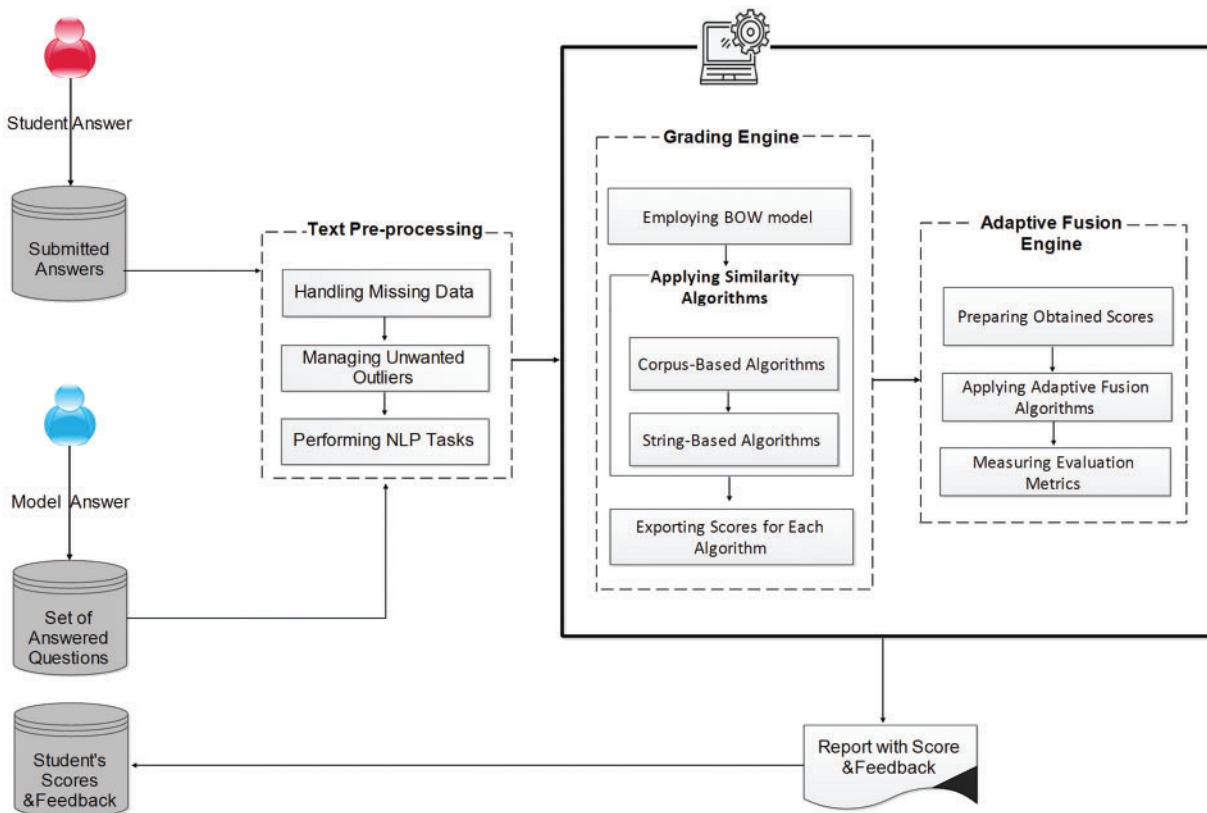 Student Answer
Submitted
Answers
Text Pre-processing
Handling Missing Data
Managing Unwanted
Outliers
Performing NLP Tasks
Model Answer
Set of
Answered
Questions
Student's
Scores
&Feedback
Grading Engine
Employing BOW model
Applying Similarity
Algorithms
Corpus-Based Algorithms
String-Based Algorithms
Exporting Scores for Each
Algorithm
Adaptive Fusion
Engine
Preparing Obtained Scores
Applying Adaptive Fusion
Algorithms
Measuring Evaluation
Metrics
Report with Score
&Feedback